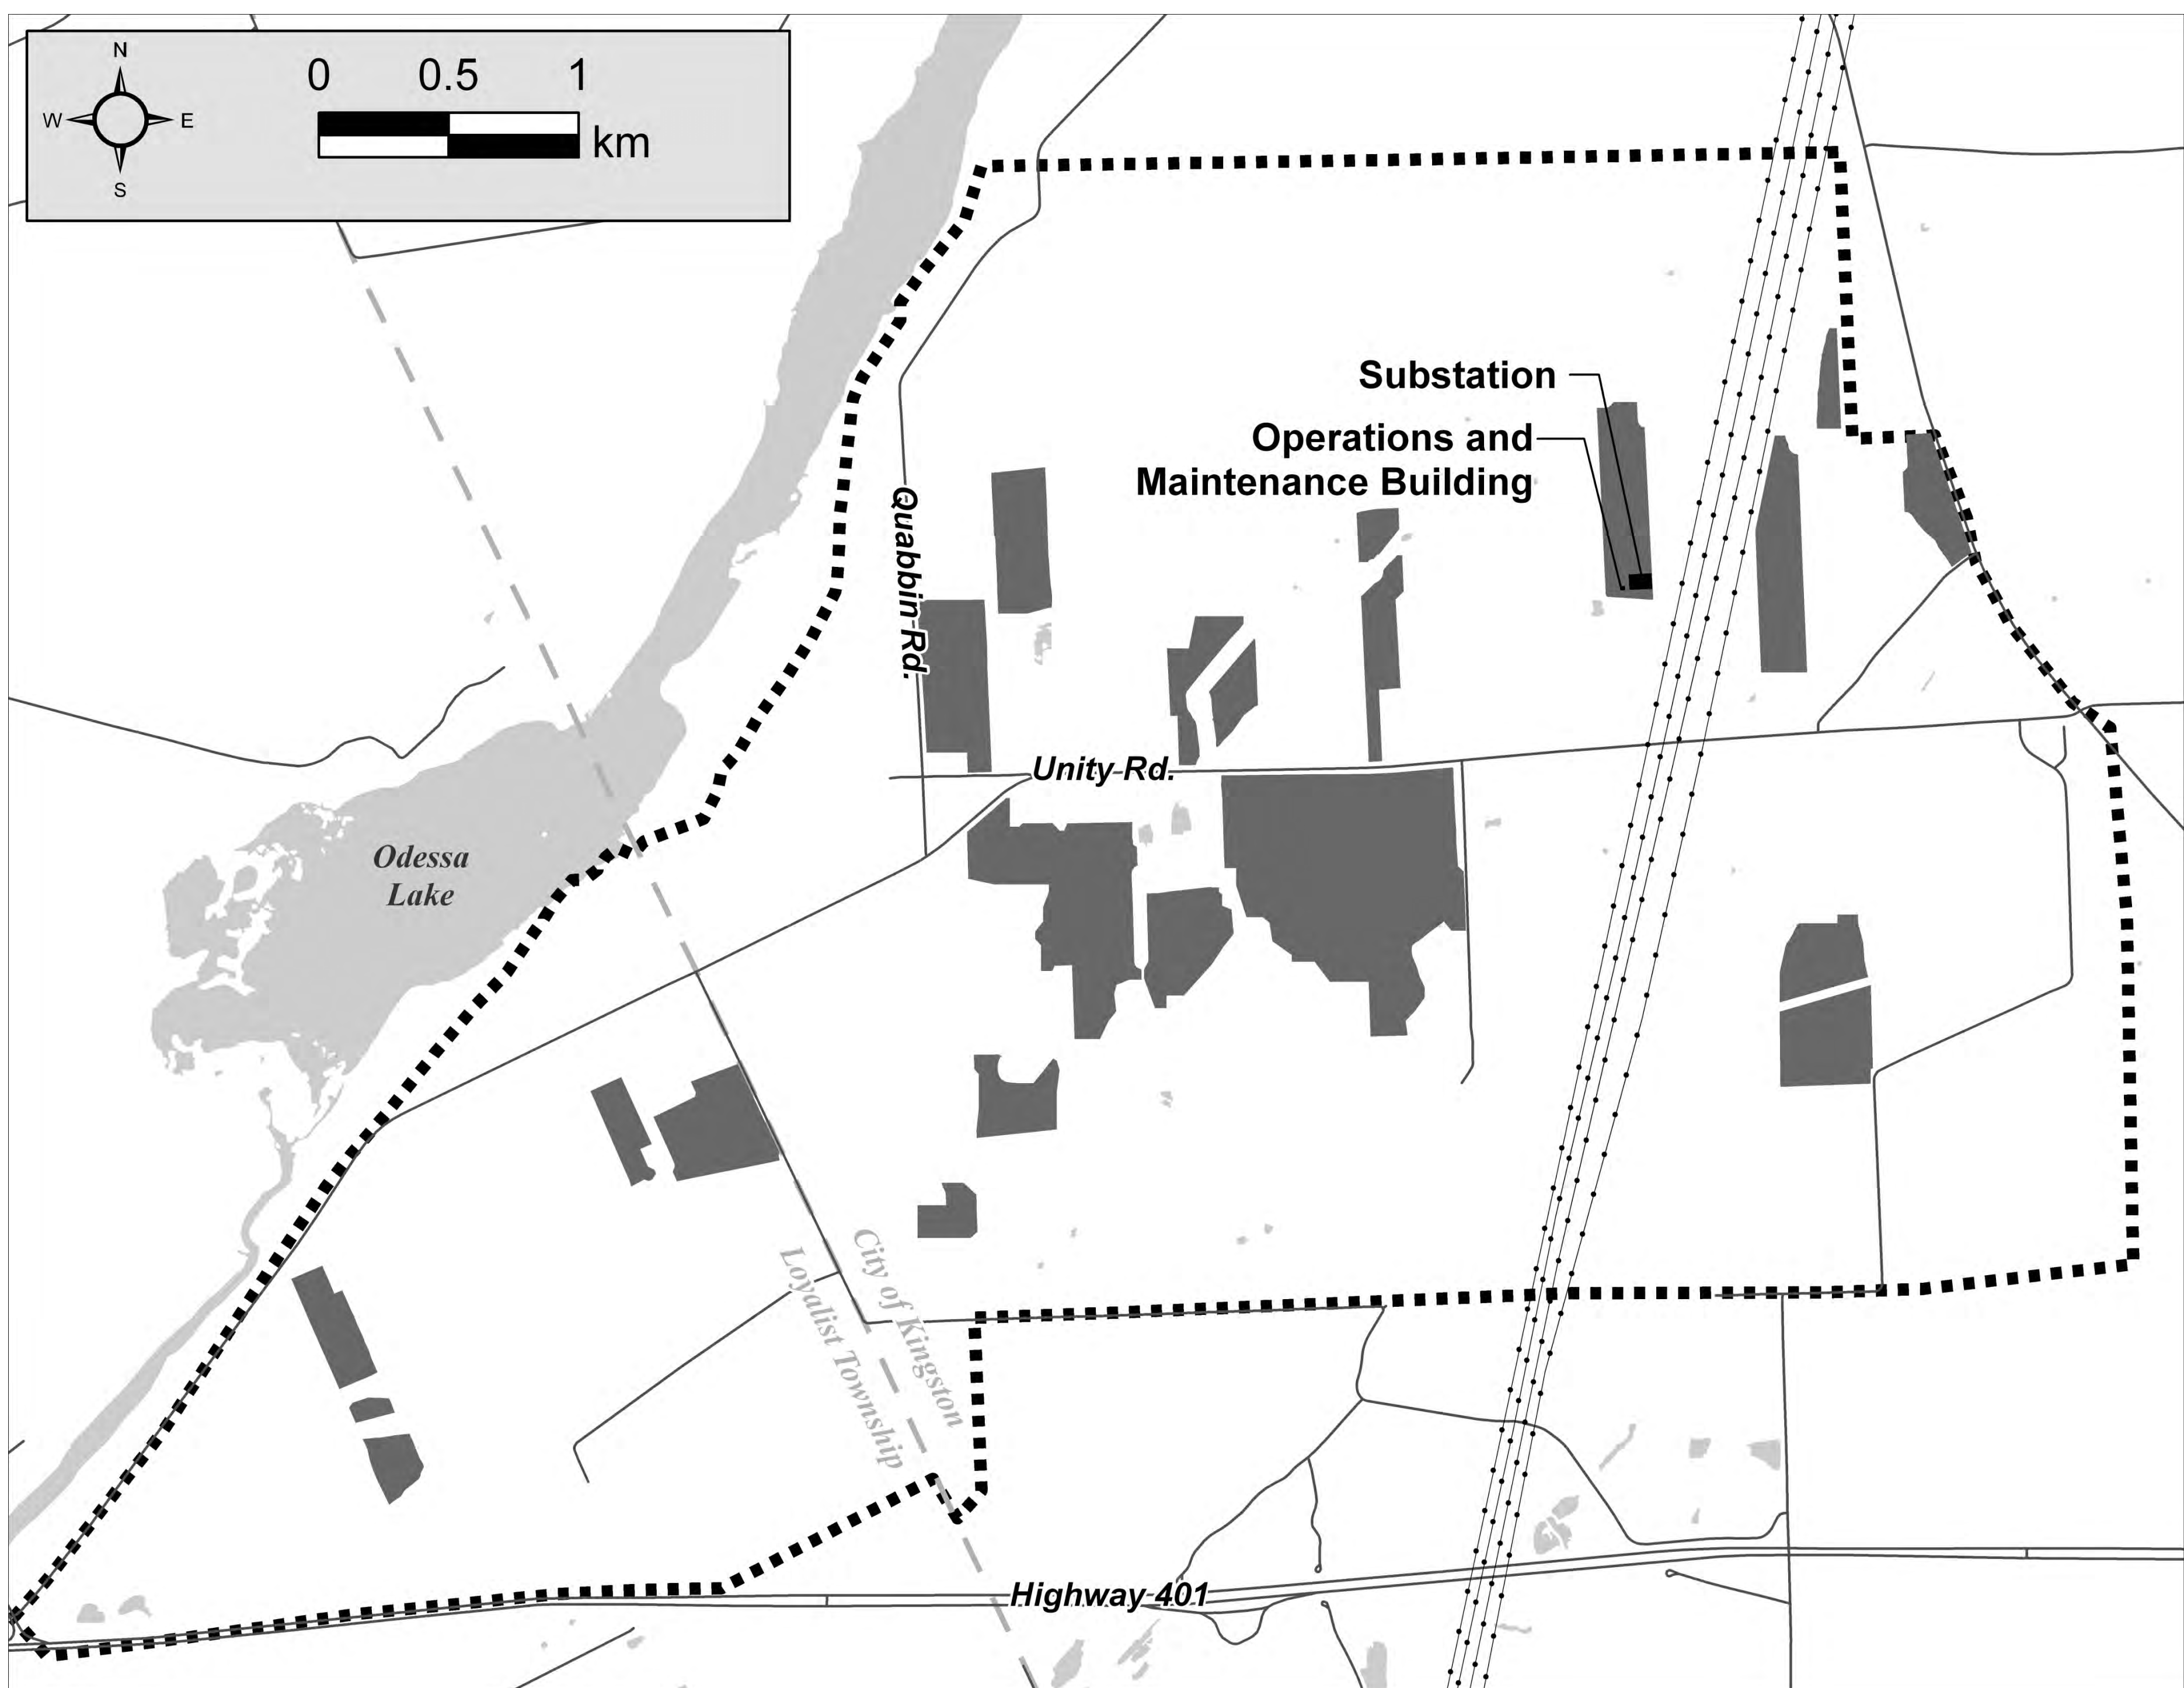 N
W E
S
0 0.5 1
km
Substation
Operations and
Maintenance Building
Quabbin Rd.
Unity Rd.
Odessa
Lake
City of Kingston
Loyalist Township
Highway 401